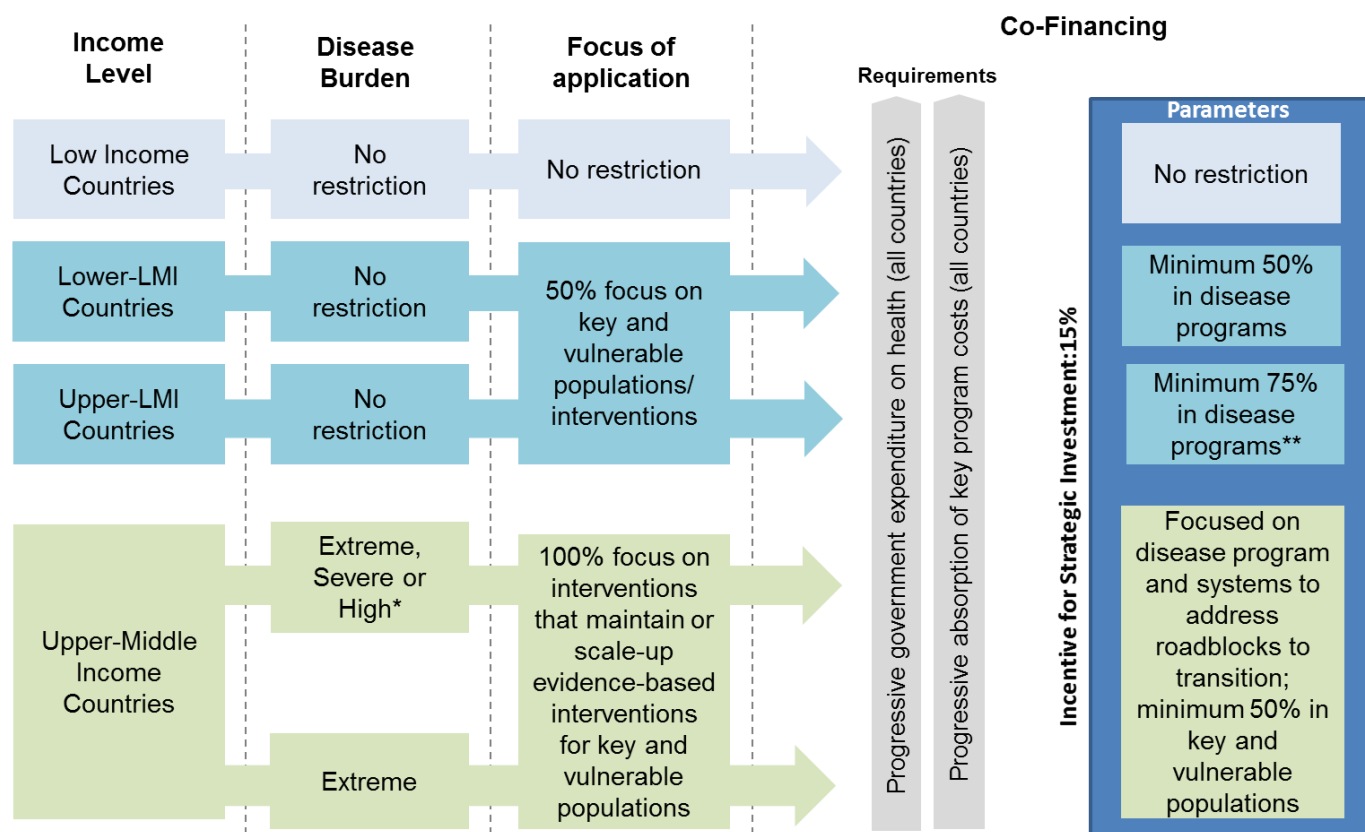 Income
Level
Disease
Burden
Focus of
application
Co-Financing
Requirements
Low Income
Countries
No
restriction
No restriction
Lower-LMI
Countries
No
restriction
50% focus on
key and
vulnerable
populations/
interventions
Upper-LMI
Countries
No
restriction
Upper-Middle
Income
Countries
Extreme,
Severe or
High*
Extreme
100% focus on
interventions
that maintain or
scale-up
evidence-based
interventions
for key and
vulnerable
populations
Progressive government expenditure on health (all countries)
Progressive absorption of key program costs (all countries)
Incentive for Strategic Investment:15%
Parameters
No restriction
Minimum 50%
in disease
programs
Minimum 75%
in disease
programs**
Focused on
disease program
and systems to
address
roadblocks to
transition;
minimum 50% in
key and
vulnerable
populations